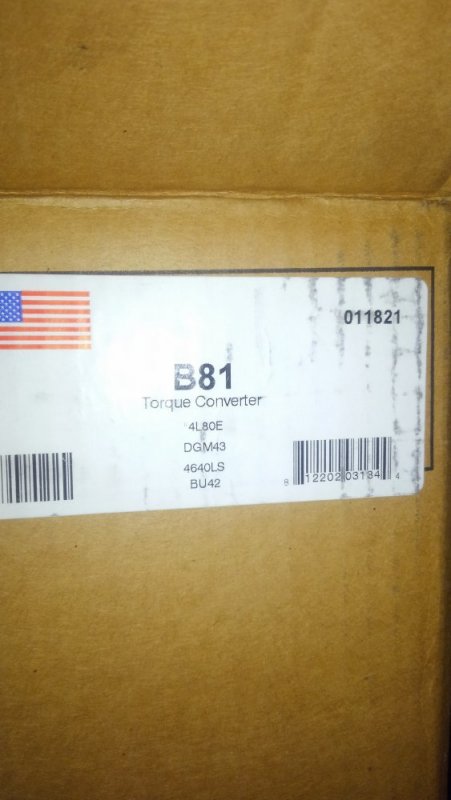 011821
B81
Torque Converter
4L80E
DGM43
4640LS
BU42
8 12202 03134 4